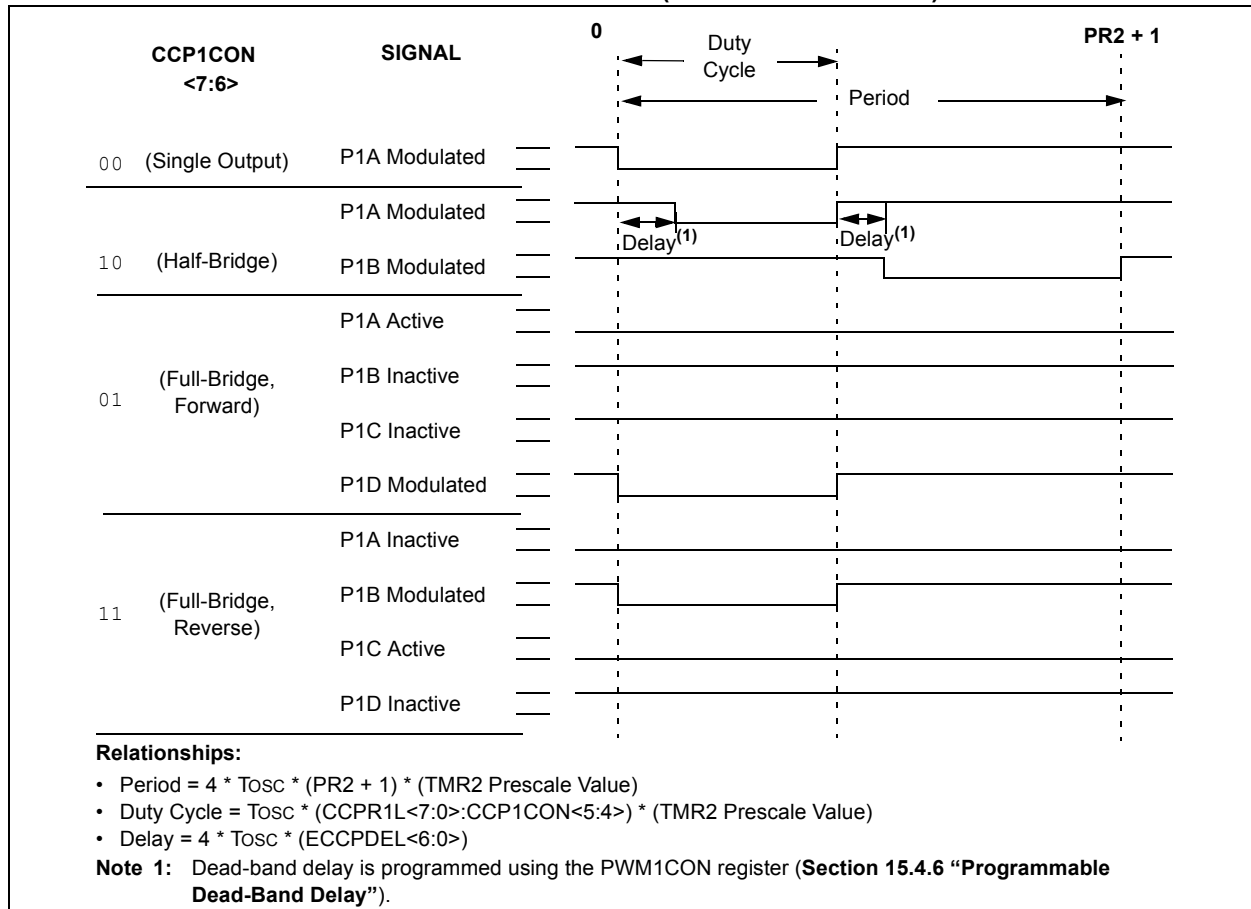 0
Duty
Cycle
PR2 + 1
CCP1CON
<7:6>
SIGNAL
Period
00 (Single Output) P1A Modulated
P1A Modulated
Delay(1) Delay(1)
10 (Half-Bridge) P1B Modulated
P1A Active
(Full-Bridge,
Forward)
P1B Inactive
01
P1C Inactive
P1D Modulated
P1A Inactive
(Full-Bridge,
Reverse)
P1B Modulated
11
P1C Active
P1D Inactive
Relationships:
• Period = 4 * TOSC * (PR2 + 1) * (TMR2 Prescale Value)
• Duty Cycle = TOSC * (CCPR1L<7:0>:CCP1CON<5:4>) * (TMR2 Prescale Value)
• Delay = 4 * TOSC * (ECCPDEL<6:0>)
Note 1: Dead-band delay is programmed using the PWM1CON register (Section 15.4.6 “Programmable
Dead-Band Delay”).